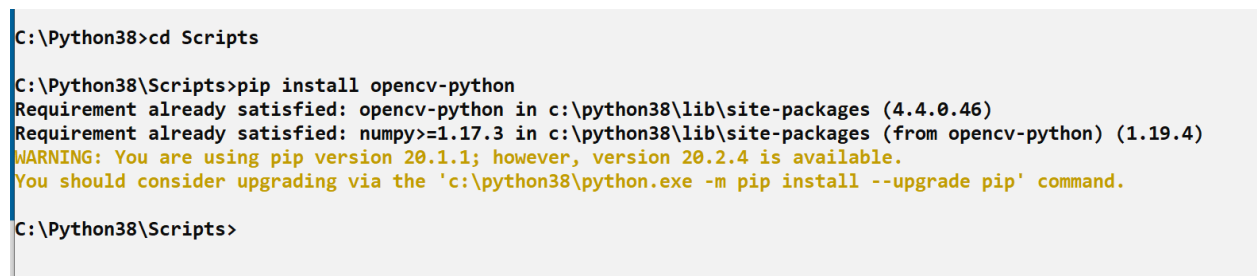 C:\Python38>cd Scripts
C:\Python38\Scripts>pip install opencv-python
Requirement already satisfied: opencv-python in c:\python38\lib\site-packages (4.4.0.46)
Requirement already satisfied: numpy>=1.17.3 in c:\python38\lib\site-packages (from opencv-python) (1.19.4)
WARNING: You are using pip version 20.1.1; however, version 20.2.4 is available.
You should consider upgrading via the 'c:\python38\python.exe -m pip install --upgrade pip' command.
C:\Python38\Scripts>